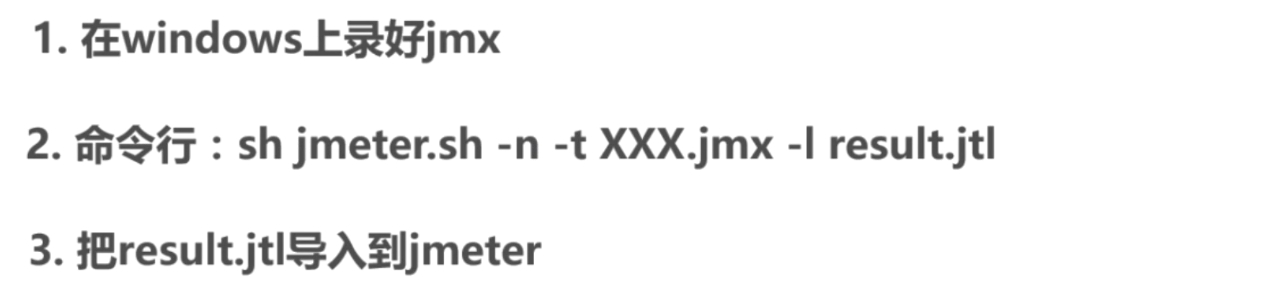 1. 在windows上录好jmx
2. 命令行：sh jmeter.sh -n -t XXX.jmx -l result.jtl
3. 把result.jtl导入到jmeter